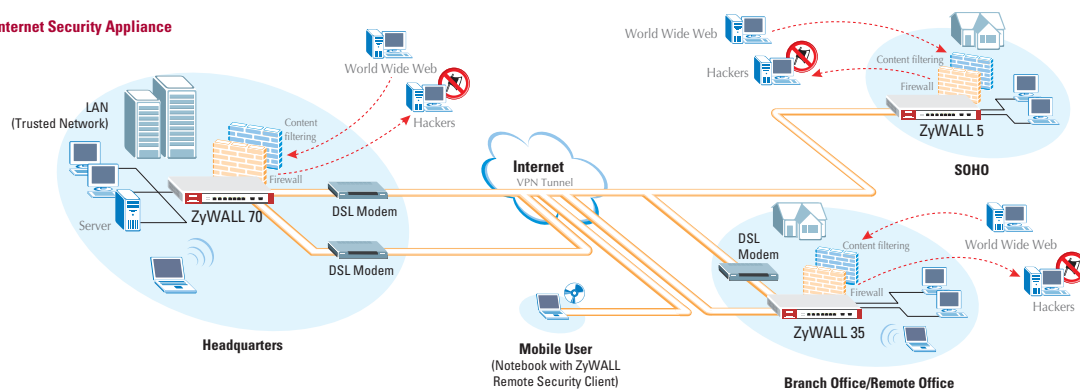 nternet Security Appliance
World Wide Web
Hackers
LAN
(Trusted Network)
Content
filtering
Firewall
Server
ZyWALL 70
DSL Modem
DSL Modem
Headquarters
Internet
VPN Tunnel
Mobile User
(Notebook with ZyWALL
Remote Security Client)
World Wide Web
Hackers
Content filtering
Firewall
ZyWALL 5
SOHO
DSL
Modem
Content filtering
Firewall
World Wide Web
Hackers
ZyWALL 35
Branch Office/Remote Office